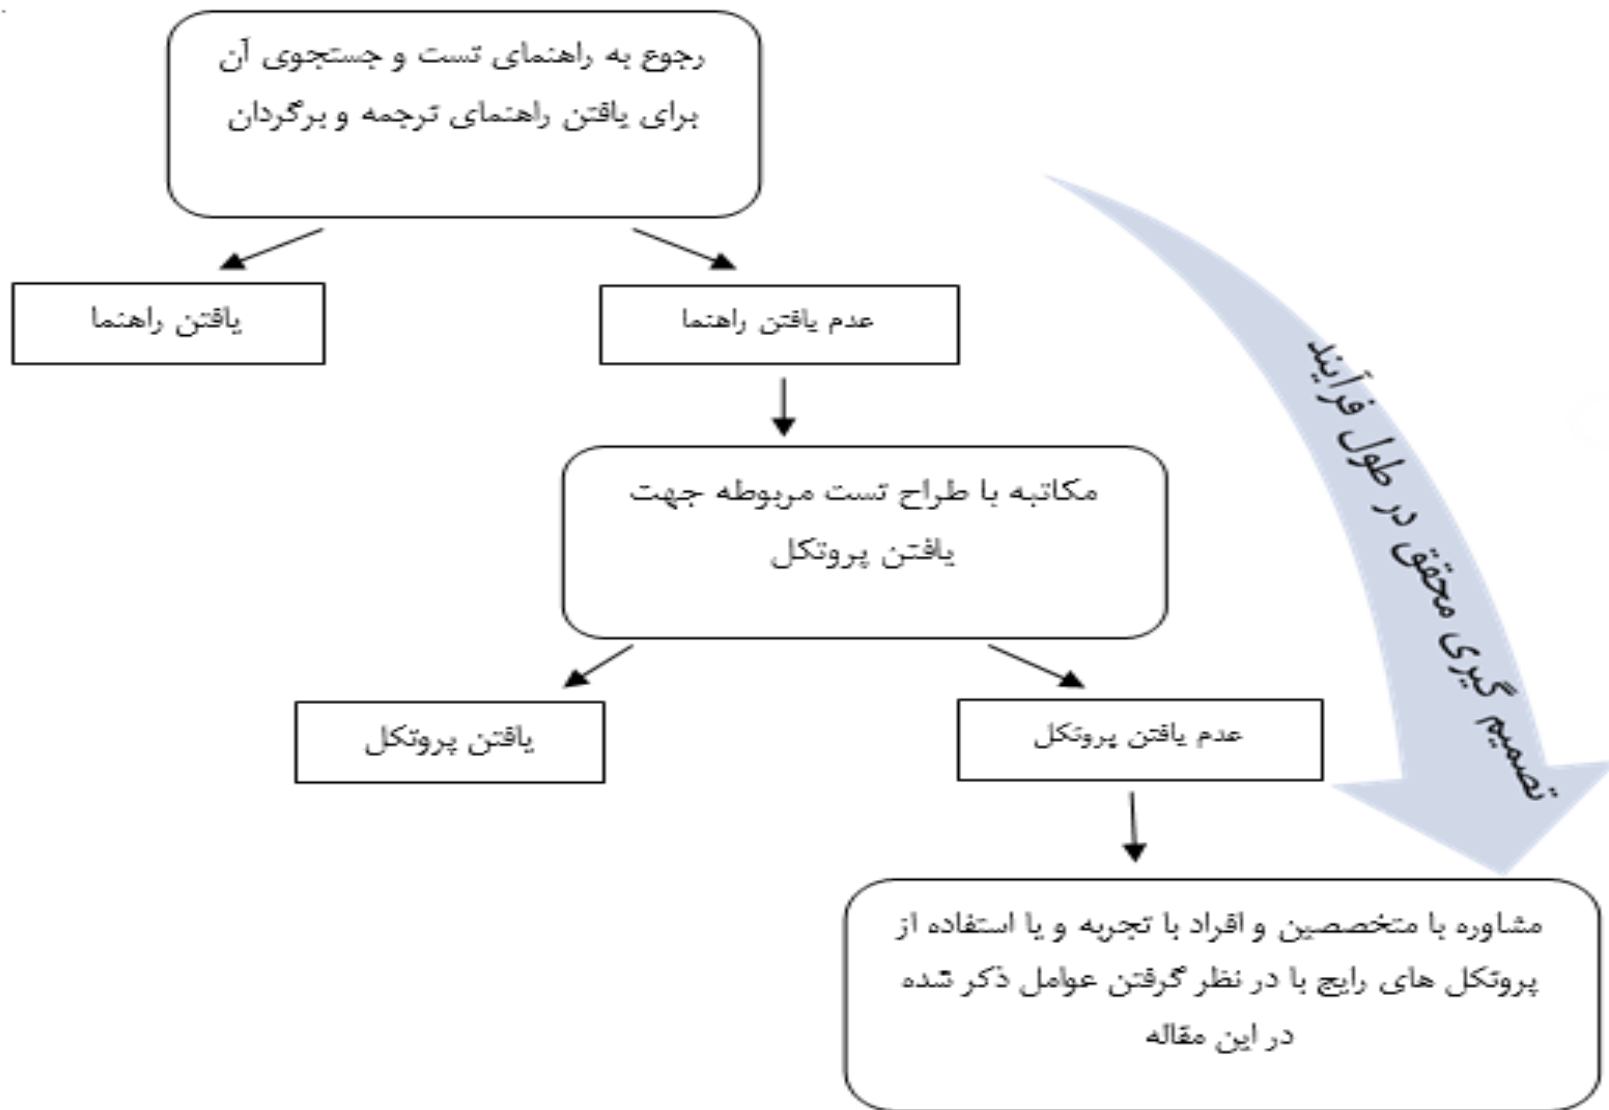 رجوع به راهنمای تست و جستجوی آن
برای یافتن راهنمای ترجمه و برگردان
عدم یافتن راهنما
یافتن راهنما
مکاتبه با طراح تست مربوطه جهت
یافتن پروتکل
عدم یافتن پروتکل
یافتن پروتکل
مشاوره با متخصصین و افراد با تجربه و یا استفاده از
پروتکل های رایج با در نظر گرفتن عوامل ذکر شده
در این مقاله
تصمیم گیری محقق در طول فرآیند